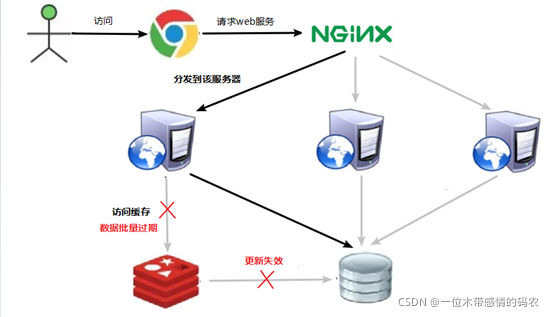 访问
请求web服务
NGINX
分发到该服务器
访问缓存
数据批量过期
更新失效
CSDN @一位木带感情的码农